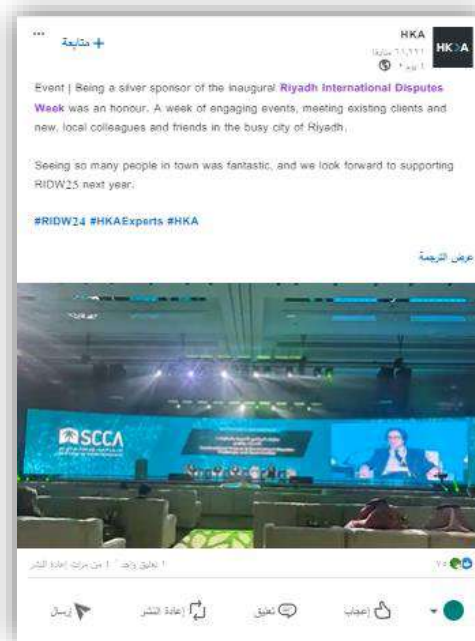 HKA
متابعة +
HK>A
Event | Being a silver sponsor of the inaugural Riyadh International Disputes
Week was an honour. A week of engaging events, meeting existing clients and
new, local colleagues and friends in the busy city of Riyadh.
Seeing so many people in town was fantastic, and we look forward to supporting
RIDW25 next year.
#RIDW24 #HKAExperts #HKA
عرض الترجمة
SCCA
٧٥
إعجاب
تعليق
إعادة النشر
إرسال